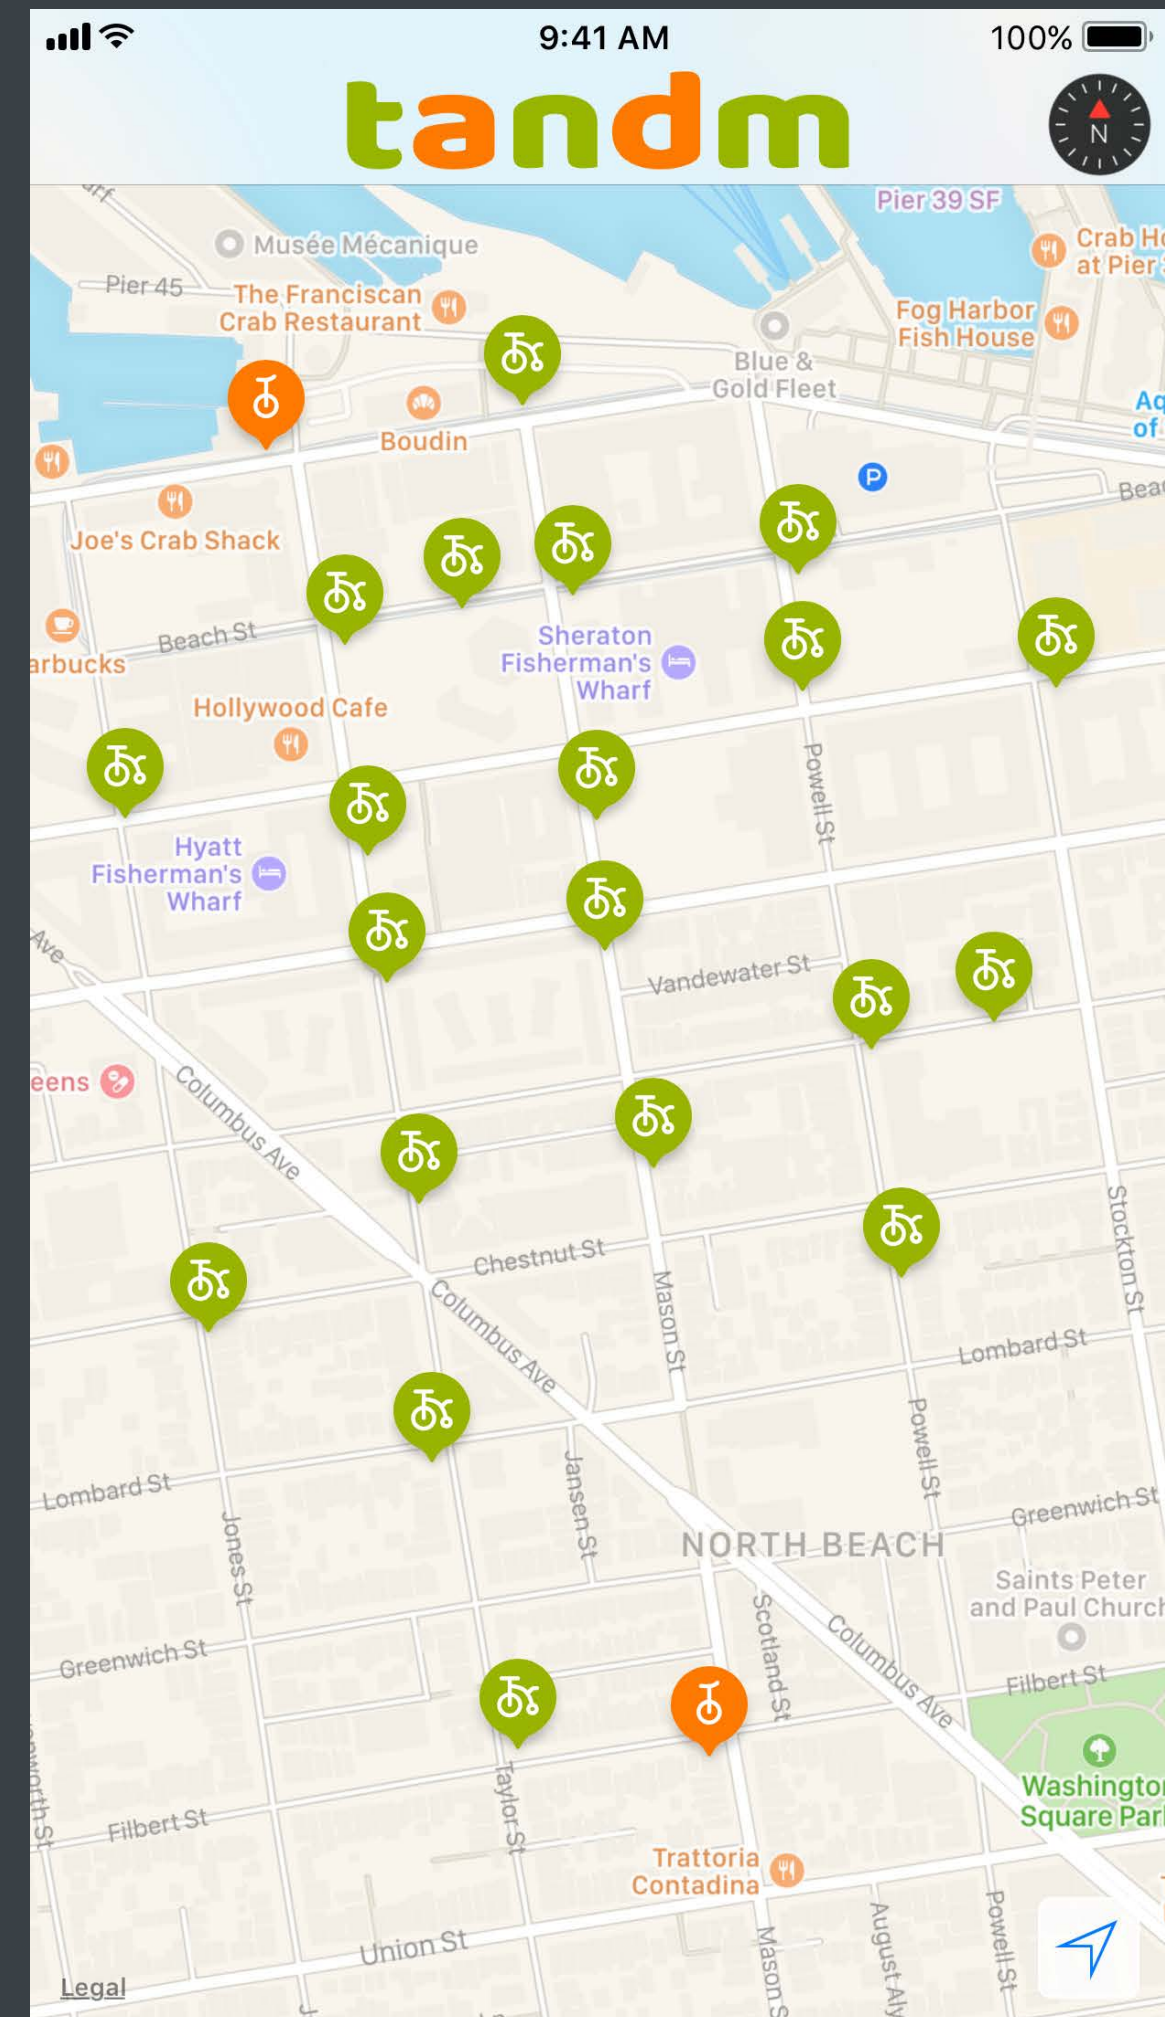 9:41 AM
100%
tandm
N
Pier 39 SF
Musée Mécanique
Crab
at Pier
Pier 45
The Franciscan
Crab Restaurant
Fog Harbor
Fish House
Blue &
Gold Fleet
Boudin
of
P
Joe's Crab Shack
Beach St
Sheraton
Fisherman's
Wharf
arbucks
Hollywood Cafe
Powell St
Hyatt
Fisherman's
Wharf
Ave
Vandewater St
eens
Columbus Ave
Stockton St
Chestnut St
Mason St
Columbus Ave
Lombard St
Powell St
Jansen St
Lombard St
Greenwich St
Jones St
NORTH BEACH
Saints Peter
and Paul Church
Scotland St
Columbus Ave
Greenwich St
Filbert St
Taylor St
Washington
Square Park
Filbert St
Trattoria
Contadina
Union St
Mason S
August Aly
Powell St
Legal